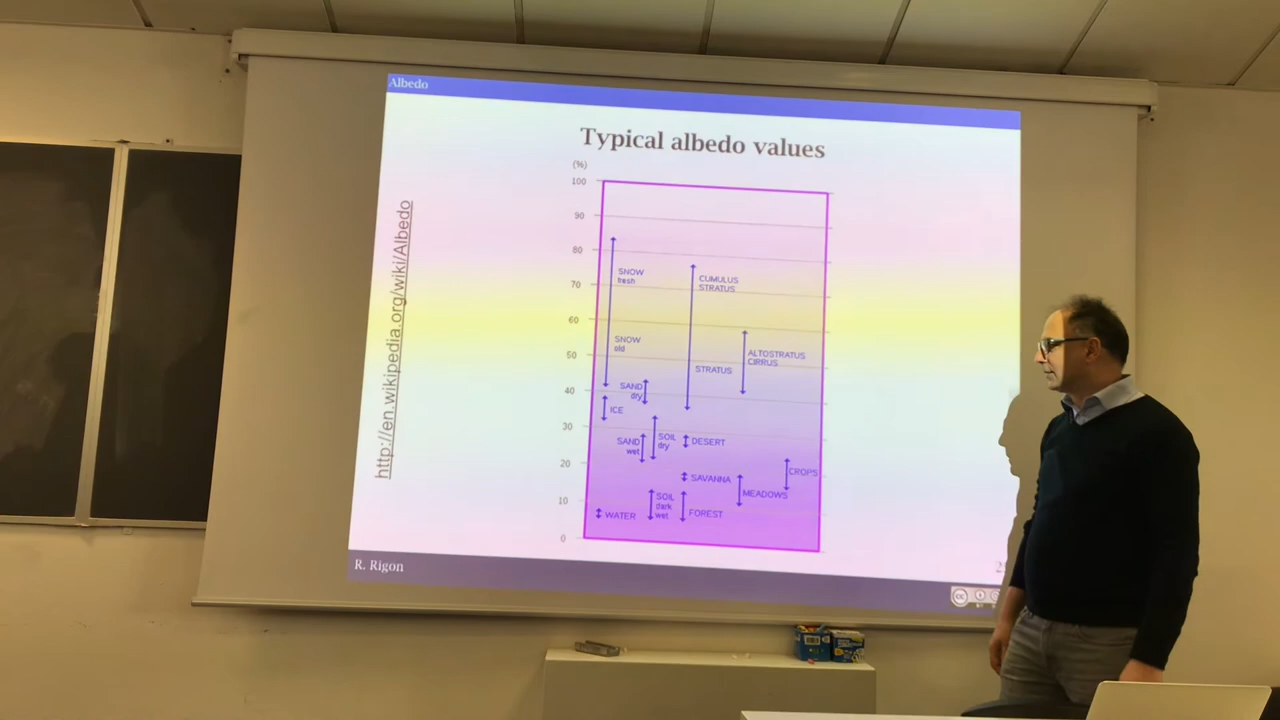 Albedo
Typical albedo values
http://en.wikipedia.org/wiki/Albedo
(%)
100
90
80
70
60
50
40
30
20
10
0
SNOW
fresh
SNOW
old
CUMULUS
STRATUS
STRATUS
ALTOSTRATUS
CIRRUS
SAND
dry
ICE
SAND
wet
SOIL
dry
DESERT
SAVANNA
CROPS
MEADOWS
SOIL
dark
wet
FOREST
WATER
R. Rigon
cc